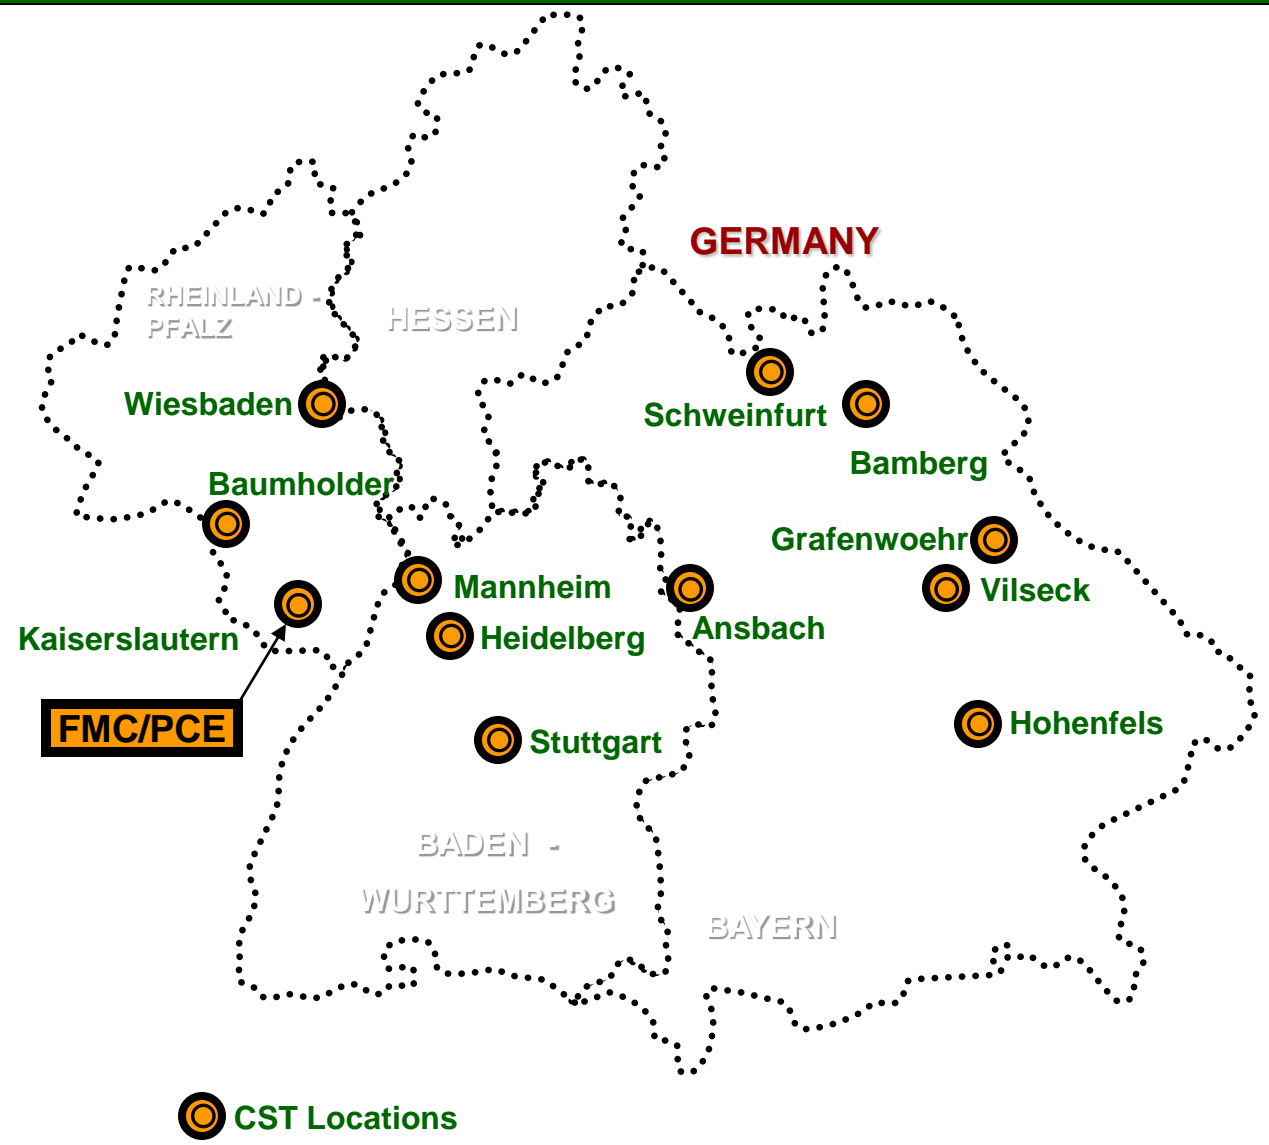 GERMANY
RHEINLAND -
PFALZ
HESSEN
Wiesbaden
Schweinfurt
Bamberg
Baumholder
Grafenwoehr
Mannheim
Vilseck
Kaiserslautern
Heidelberg
Ansbach
FMC/PCE
Stuttgart
Hohenfels
BADEN -
WURTTEMBERG
BAYERN
CST Locations